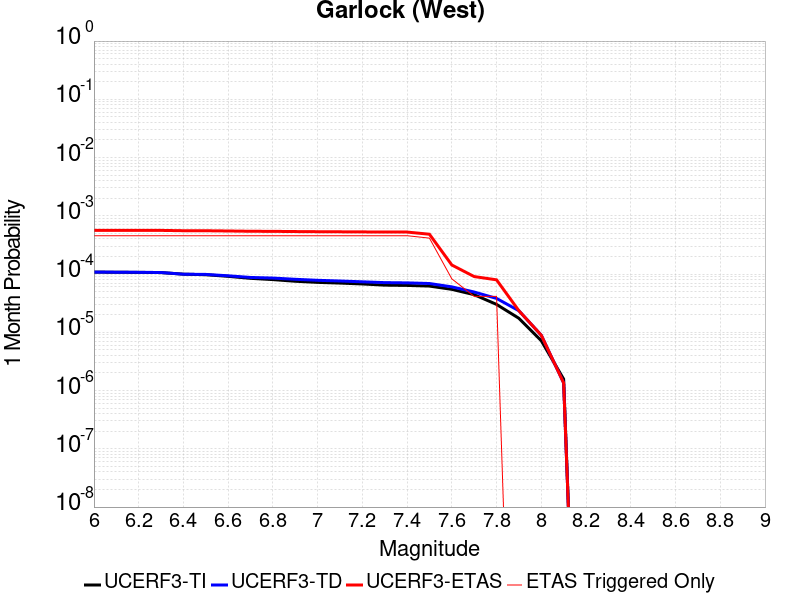 Garlock (West)
10^0
10^-1
10^-2
10^-3
10^-4
10^-5
10^-6
10^-7
10^-8
1 Month Probability
6 6.2 6.4 6.6 6.8 7 7.2 7.4 7.6 7.8 8 8.2 8.4 8.6 8.8 9
Magnitude
UCERF3-TI UCERF3-TD UCERF3-ETAS ETAS Triggered Only